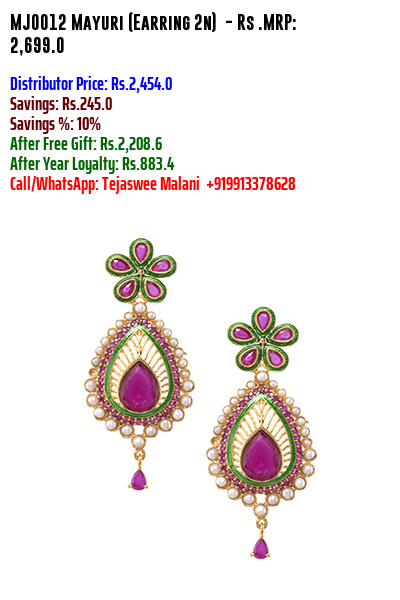 MJ0012 Mayuri (Earring 2n) - Rs .MRP:
2,699.0
Distributor Price: Rs.2,454.0
Savings: Rs.245.0
Savings %: 10%
After Free Gift: Rs.2,208.6
After Year Loyalty: Rs.883.4
Call/WhatsApp: Tejaswee Malani +919913378628